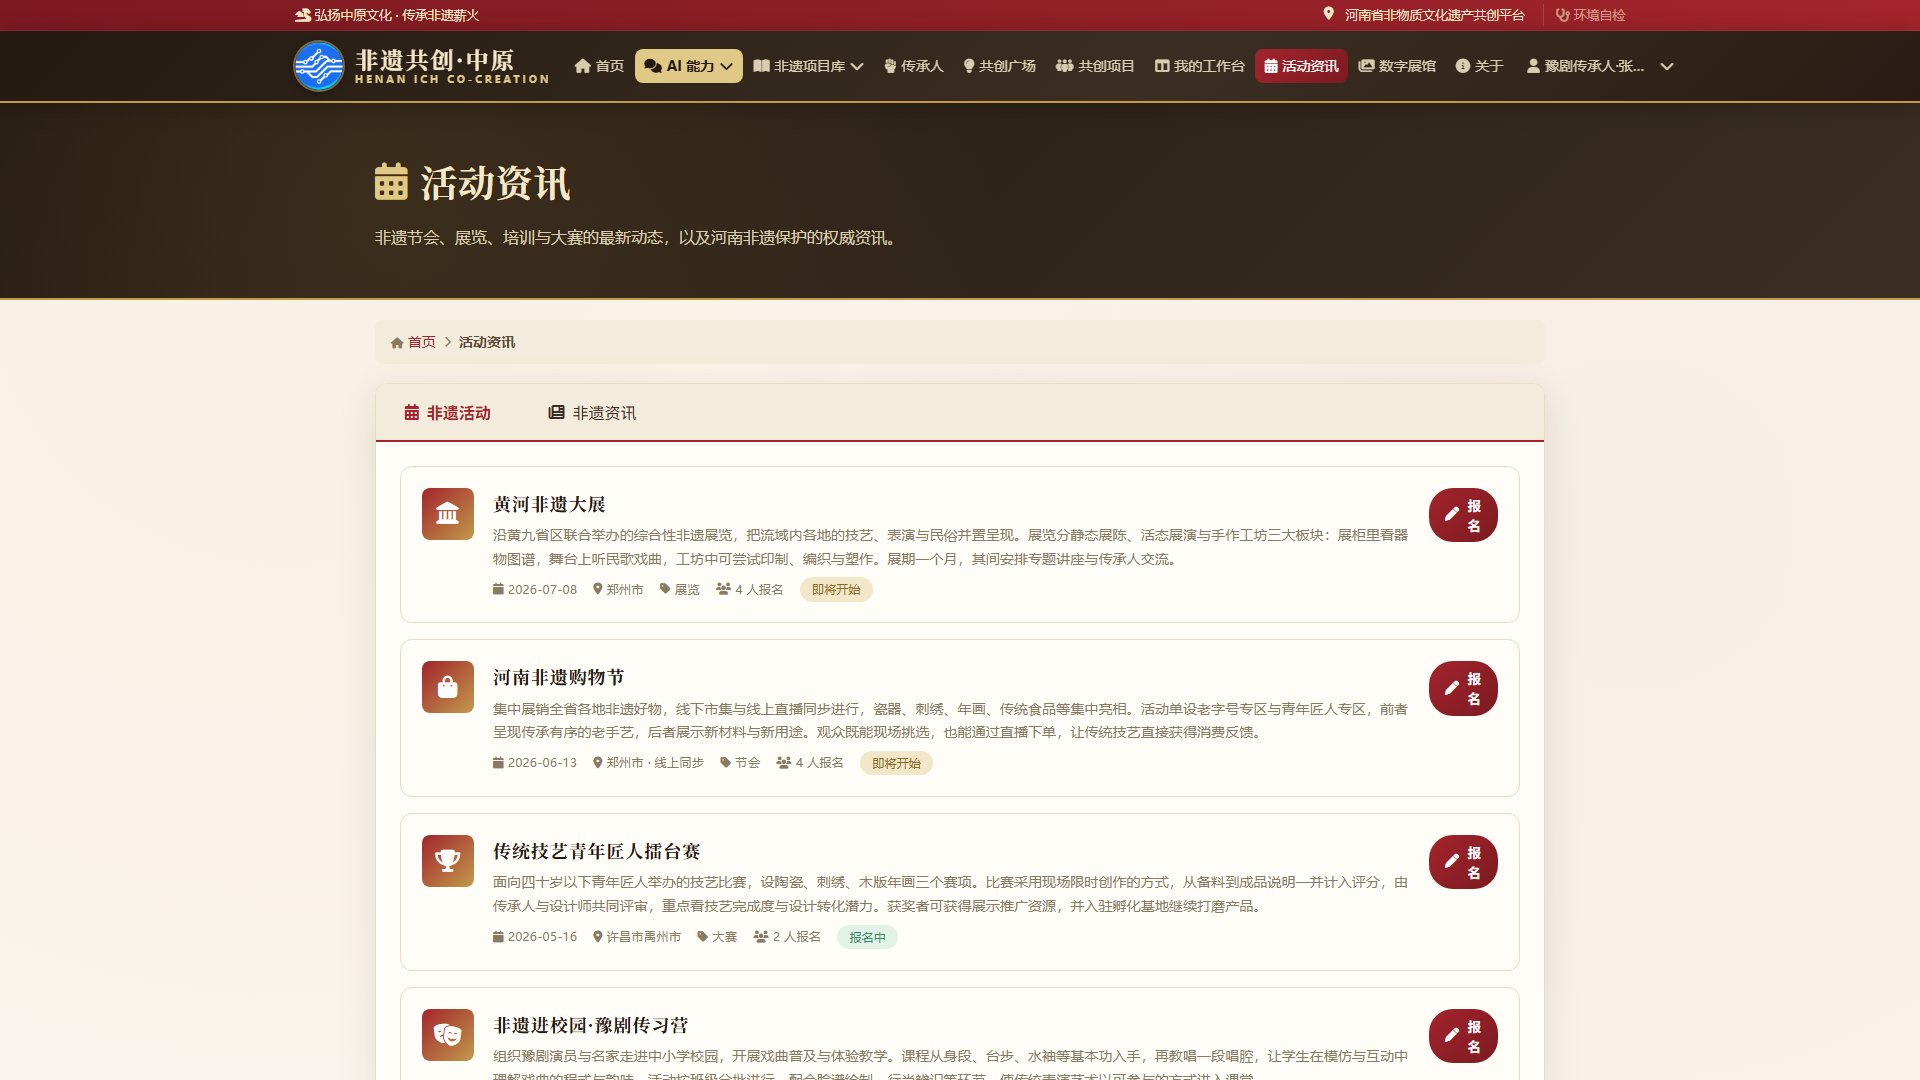 弘扬中原文化 · 传承非遗薪火
河南省非物质文化遗产共创平台
环境自检
非遗共创·中原
HENAN ICH CO-CREATION
首页
AI 能力
非遗项目库
传承人
共创广场
共创项目
我的工作台
活动资讯
数字展馆
关于
豫剧传承人·张...
活动资讯
非遗节会、展览、培训与大赛的最新动态，以及河南非遗保护的权威资讯。
首页 > 活动资讯
非遗活动
非遗资讯
黄河非遗大展
沿黄九省区联合举办的综合性非遗展览，把流域内各地的技艺、表演与民俗并置呈现。展览分静态展陈、活态展演与手作工坊三大板块：展柜里看器
物图谱，舞台上听民歌戏曲，工坊中可尝试印制、编织与塑作。展期一个月，其间安排专题讲座与传承人交流。
2026-07-08 郑州市 展览 4 人报名 即将开始
报
名
河南非遗购物节
集中展销全省各地非遗好物，线下市集与线上直播同步进行，瓷器、刺绣、年画、传统食品等集中亮相。活动单设老字号专区与青年匠人专区，前者
呈现传承有序的老手艺，后者展示新材料与新用途。观众既能现场挑选，也能通过直播下单，让传统技艺直接获得消费反馈。
2026-06-13 郑州市 · 线上同步 节会 4 人报名 即将开始
报
名
传统技艺青年匠人擂台赛
面向四十岁以下青年匠人举办的技艺比赛，设陶瓷、刺绣、木版年画三个赛项。比赛采用现场限时创作的方式，从备料到成品说明一并计入评分，由
传承人与设计师共同评审，重点看技艺完成度与设计转化潜力。获奖者可获得展示推广资源，并入驻孵化基地继续打磨产品。
2026-05-16 许昌市禹州市 大赛 2 人报名 报名中
报
名
非遗进校园·豫剧传习营
组织豫剧演员与名家走进中小学校园，开展戏曲普及与体验教学。课程从身段、台步、水袖等基本功入手，再教唱一段唱腔，让学生在模仿与互动中
报
名